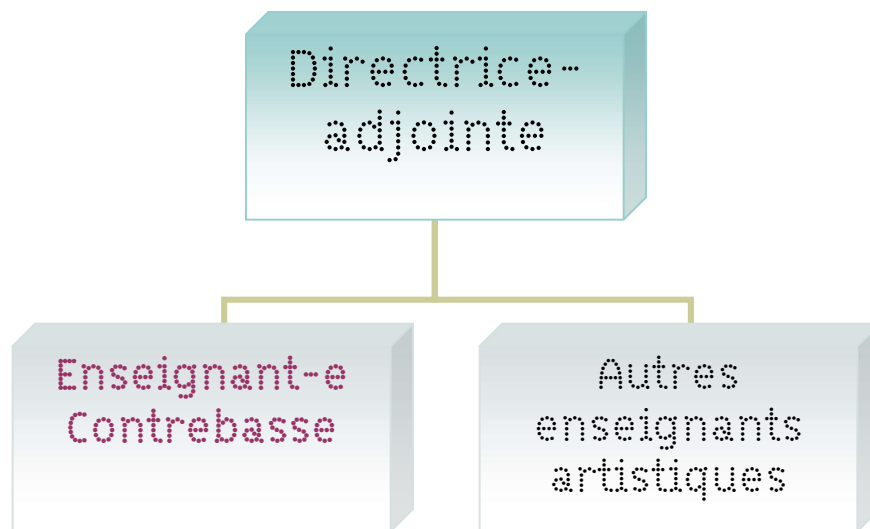 Directrice-
adjointe
Enseignant-e
Contrebasse
Autres
enseignants
artistiques